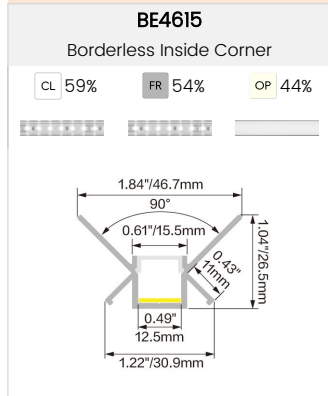 BE4615
Borderless Inside Corner
CL 59% FR 54% OP 44%
1.84"/46.7mm
90°
0.61"/15.5mm
0.43"
11mm
1.04"/26.5mm
0.49"
12.5mm
1.22"/30.9mm